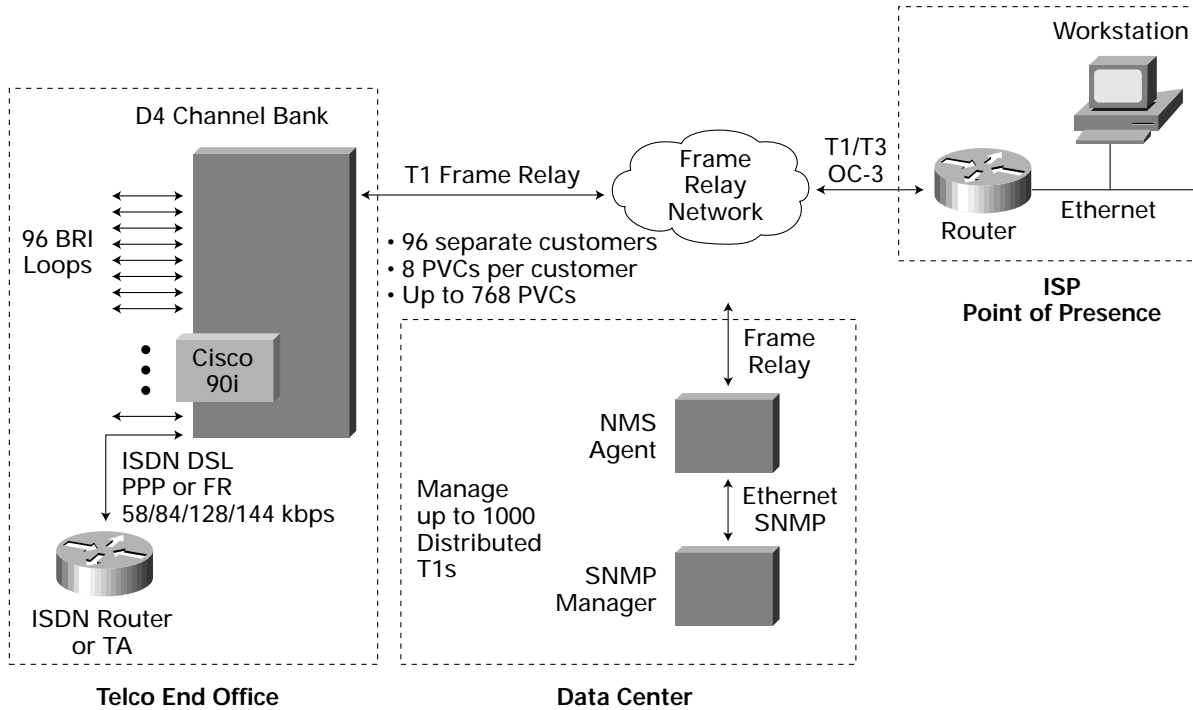 Workstation
D4 Channel Bank
T1 Frame Relay
Frame
Relay
Network
T1/T3
OC-3
Router
Ethernet
ISP
Point of Presence
96 BRI
Loops
• 96 separate customers
• 8 PVCs per customer
• Up to 768 PVCs
Cisco
90i
ISDN DSL
PPP or FR
58/84/128/144 kbps
ISDN Router
or TA
Telco End Office
Frame
Relay
NMS
Agent
Ethernet
SNMP
SNMP
Manager
Manage
up to 1000
Distributed
T1s
Data Center